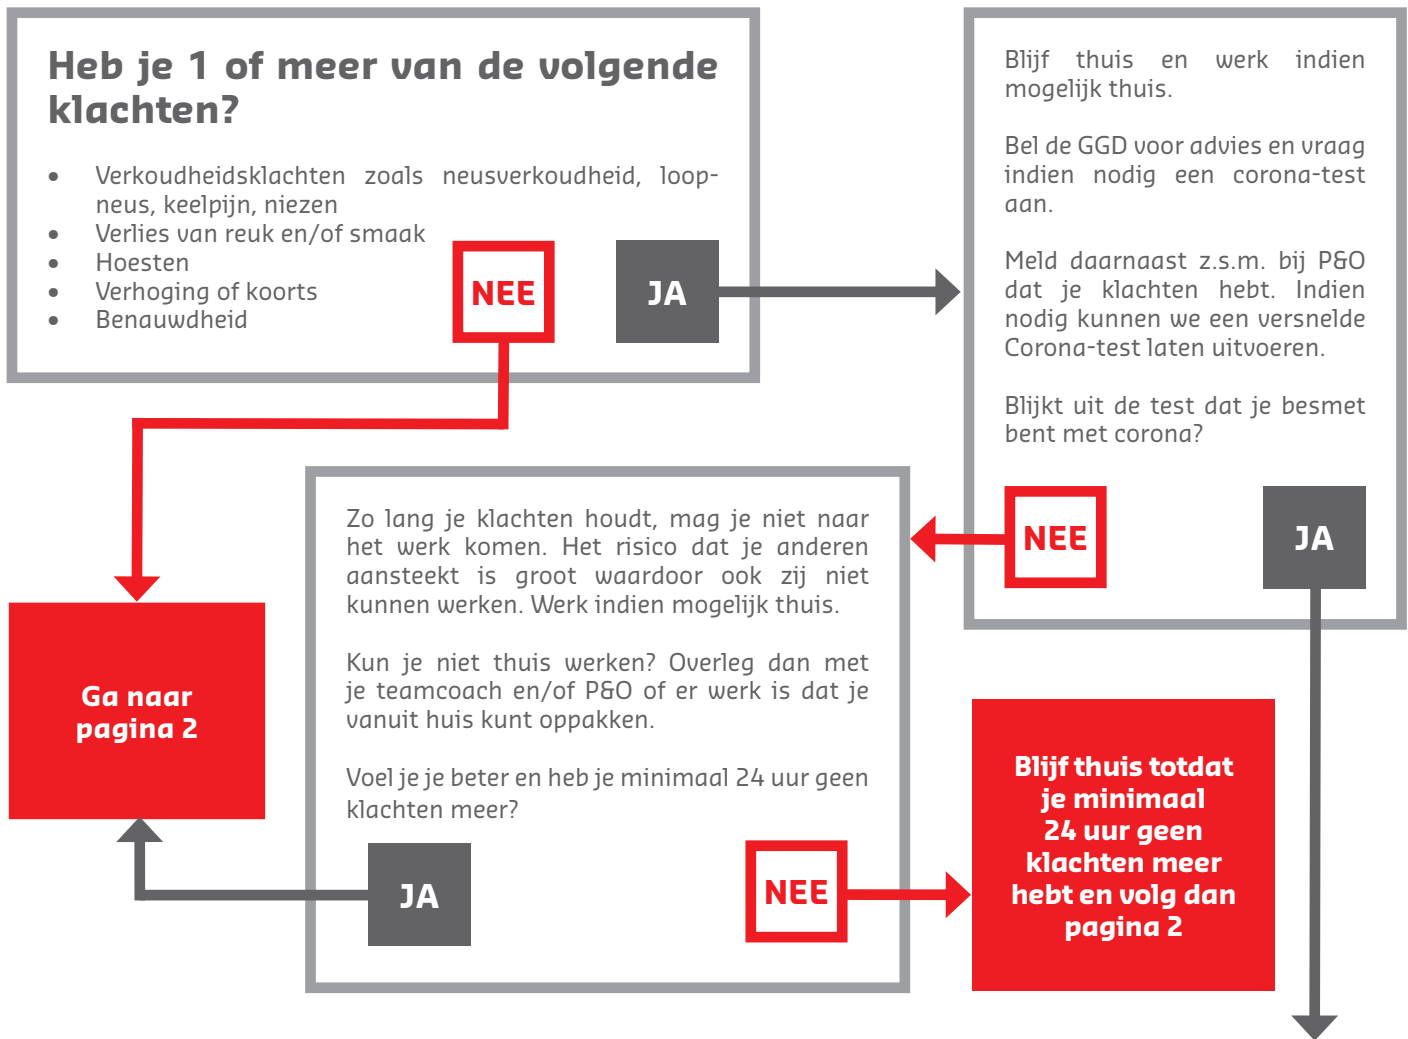 Heb je 1 of meer van de volgende
klachten?
• Verkoudheidsklachten zoals neusverkoudheid, loop-
neus, keelpijn, niezen
• Verlies van reuk en/of smaak
• Hoesten
• Verhoging of koorts
• Benauwdheid
NEE
JA
Blijf thuis en werk indien
mogelijk thuis.
Bel de GGD voor advies en vraag
indien nodig een corona-test
aan.
Meld daarnaast z.s.m. bij P&O
dat je klachten hebt. Indien
nodig kunnen we een versnelde
Corona-test laten uitvoeren.
Blijkt uit de test dat je besmet
bent met corona?
NEE
JA
Zo lang je klachten houdt, mag je niet naar
het werk komen. Het risico dat je anderen
aansteekt is groot waardoor ook zij niet
kunnen werken. Werk indien mogelijk thuis.
Kun je niet thuis werken? Overleg dan met
je teamcoach en/of P&O of er werk is dat je
vanuit huis kunt oppakken.
Voel je je beter en heb je minimaal 24 uur geen
klachten meer?
JA
NEE
Ga naar
pagina 2
Blijf thuis totdat
je minimaal
24 uur geen
klachten meer
hebt en volg dan
pagina 2